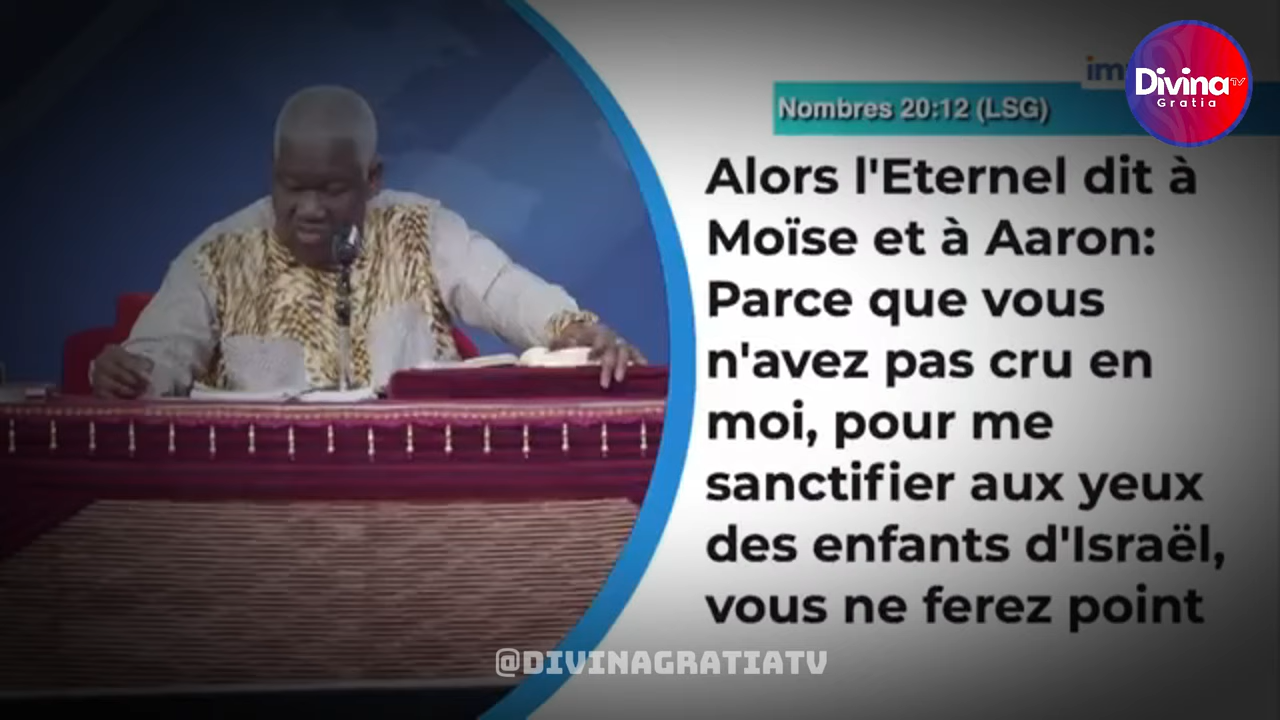 Divina TV
Gratia
Nombres 20:12 (LSG)
Alors l'Eternel dit à
Moïse et à Aaron:
Parce que vous
n'avez pas cru en
moi, pour me
sanctifier aux yeux
des enfants d'Israël,
vous ne ferez point
@DIVINAGRATIATV